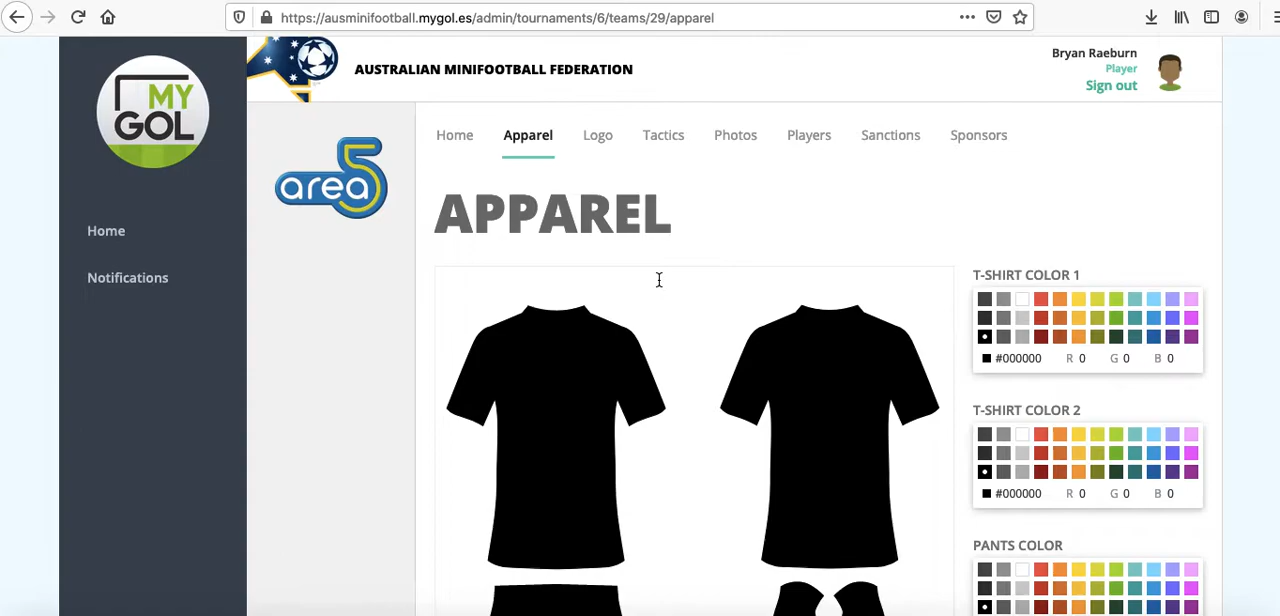 https://ausminifootball.mygol.es/admin/tournaments/6/teams/29/apparel
MY
GOL
AUSTRALIAN MINIFOOTBALL FEDERATION
Bryan Raeburn
Player
Sign out
Home Apparel Logo Tactics Photos Players Sanctions Sponsors
area5
Home
Notifications
APPAREL
T-SHIRT COLOR 1
#000000 R 0 G 0 B 0
T-SHIRT COLOR 2
#000000 R 0 G 0 B 0
PANTS COLOR